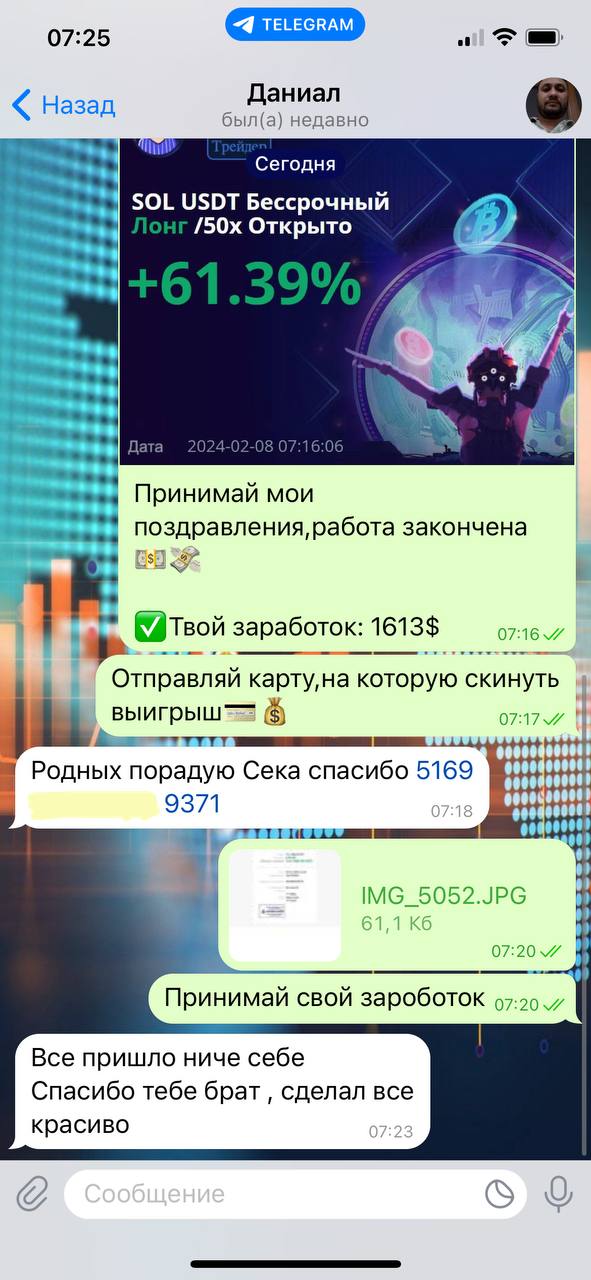 07:25
TELEGRAM
Назад
Даниал
был(а) недавно
Трейдер
Сегодня
SOL USDT Бессрочный
Лонг /50x Открыто
+61.39%
Дата 2024-02-08 07:16:06
Принимай мои
поздравления,работа закончена
Твой заработок: 1613$
07:16
Отправляй карту,на которую скинуть
выигрыш
07:17
Родных порадую Сека спасибо 5169
9371
07:18
IMG_5052.JPG
61,1 Кб
07:20
Принимай свой зароботок 07:20
Все пришло ниче себе
Спасибо тебе брат , сделал все
красиво
07:23
Сообщение